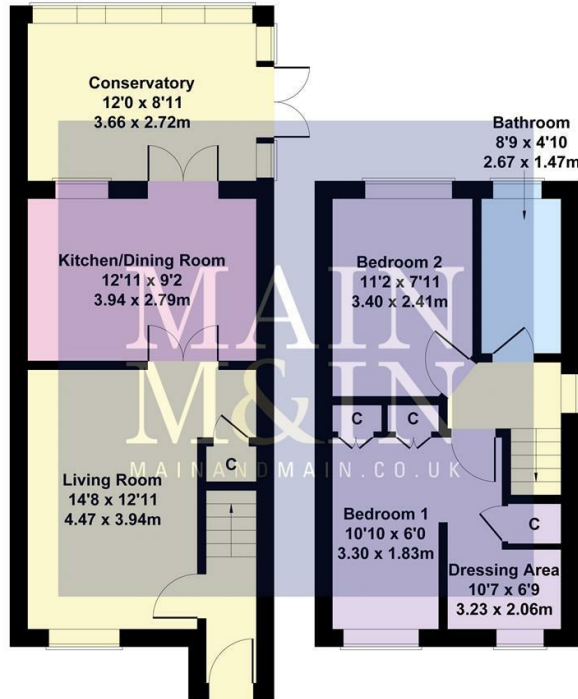 Conservatory
12'0 x 8'11
3.66 x 2.72m
Bathroom
8'9 x 4'10
2.67 x 1.47m
Kitchen/Dining Room
12'11 x 9'2
3.94 x 2.79m
Bedroom 2
11'2 x 7'11
3.40 x 2.41m
MAIN
M&IN
MAINANDMAIN.CO.UK
C
C
C
Living Room
14'8 x 12'11
4.47 x 3.94m
Bedroom 1
10'10 x 6'0
3.30 x 1.83m
C
Dressing Area
10'7 x 6'9
3.23 x 2.06m